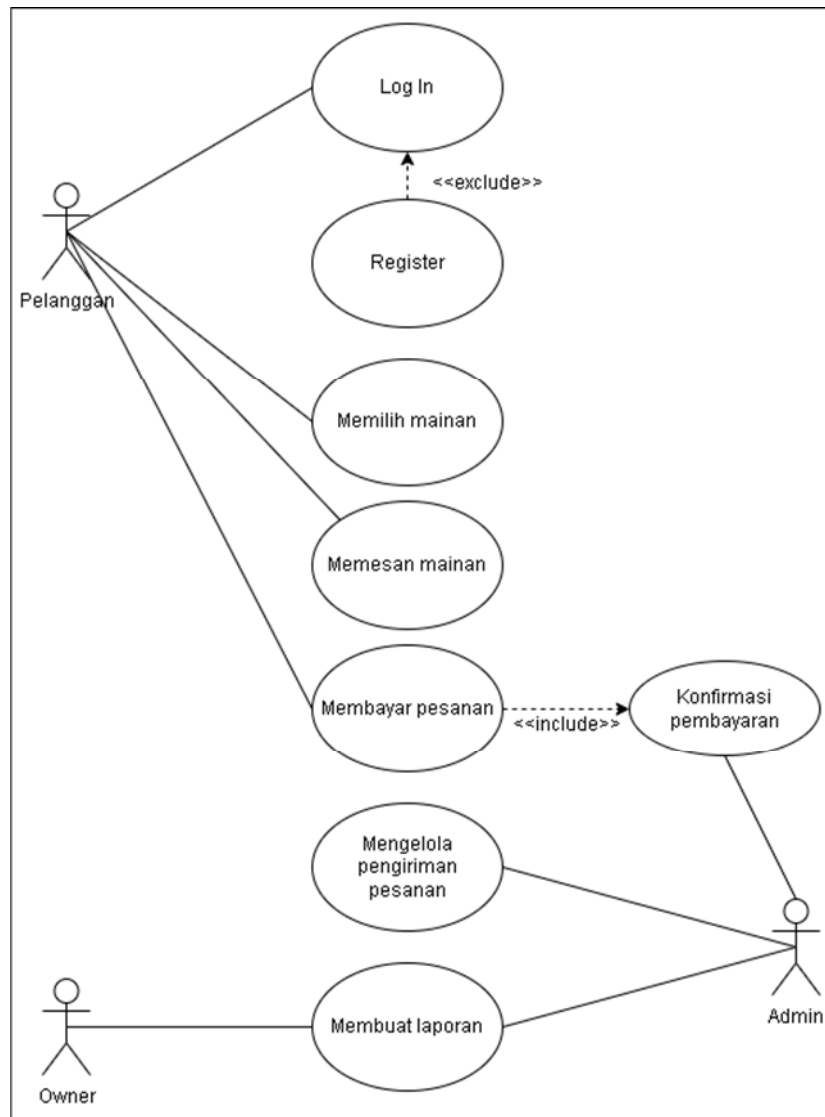 Log In
<<exclude>>
Register
Pelanggan
Memilih mainan
Memesan mainan
Membayar pesanan
<<include>>
Konfirmasi
pembayaran
Mengelola
pengiriman
pesanan
Admin
Membuat laporan
Owner